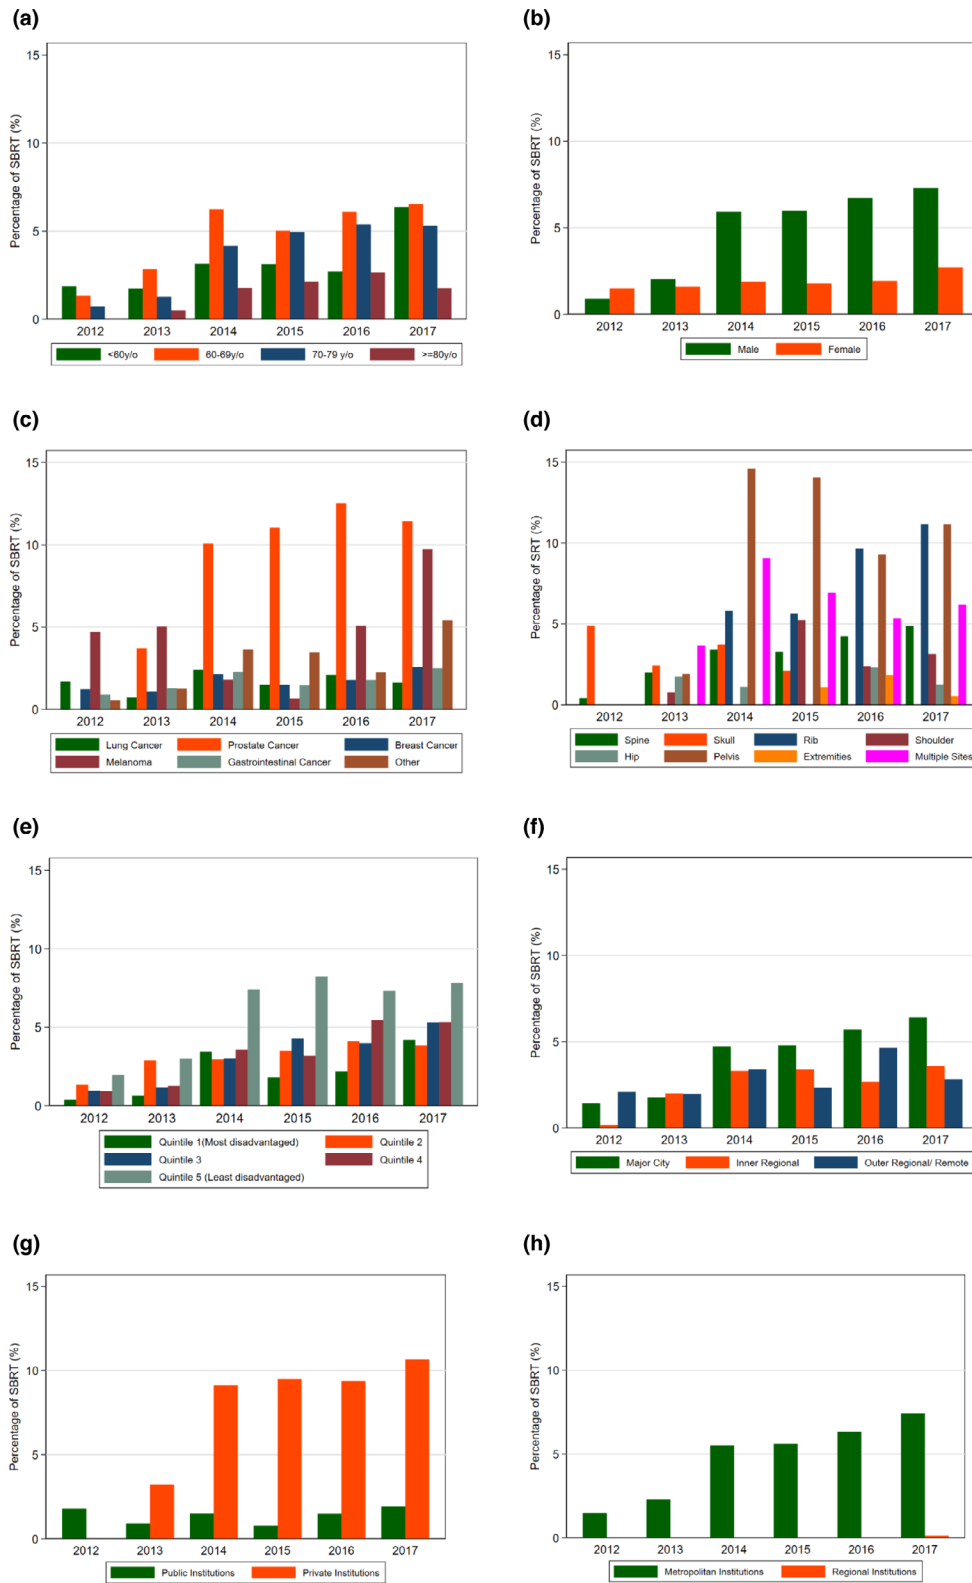 (a)
Percentage of SBRT (%)
15
10
5
0
2012 2013 2014 2015 2016 2017
<60y/o 60-69y/o 70-79 y/o >=80y/o
(b)
Percentage of SBRT (%)
15
10
5
0
2012 2013 2014 2015 2016 2017
Male Female
(c)
Percentage of SBRT (%)
15
10
5
0
2012 2013 2014 2015 2016 2017
Lung Cancer Prostate Cancer Breast Cancer
Melanoma Gastrointestinal Cancer Other
(d)
Percentage of SRT (%)
15
10
5
0
2012 2013 2014 2015 2016 2017
Spine Skull Rib Shoulder
Hip Pelvis Extremities Multiple Sites
(e)
Percentage of SBRT (%)
15
10
5
0
2012 2013 2014 2015 2016 2017
Quintile 1(Most disadvantaged) Quintile 2
Quintile 3 Quintile 4
Quintile 5 (Least disadvantaged)
(f)
Percentage of SBRT (%)
15
10
5
0
2012 2013 2014 2015 2016 2017
Major City Inner Regional Outer Regional/ Remote
(g)
Percentage of SBRT (%)
15
10
5
0
2012 2013 2014 2015 2016 2017
Public Institutions Private Institutions
(h)
Percentage of SBRT (%)
15
10
5
0
2012 2013 2014 2015 2016 2017
Metropolitan Institutions Regional Institutions